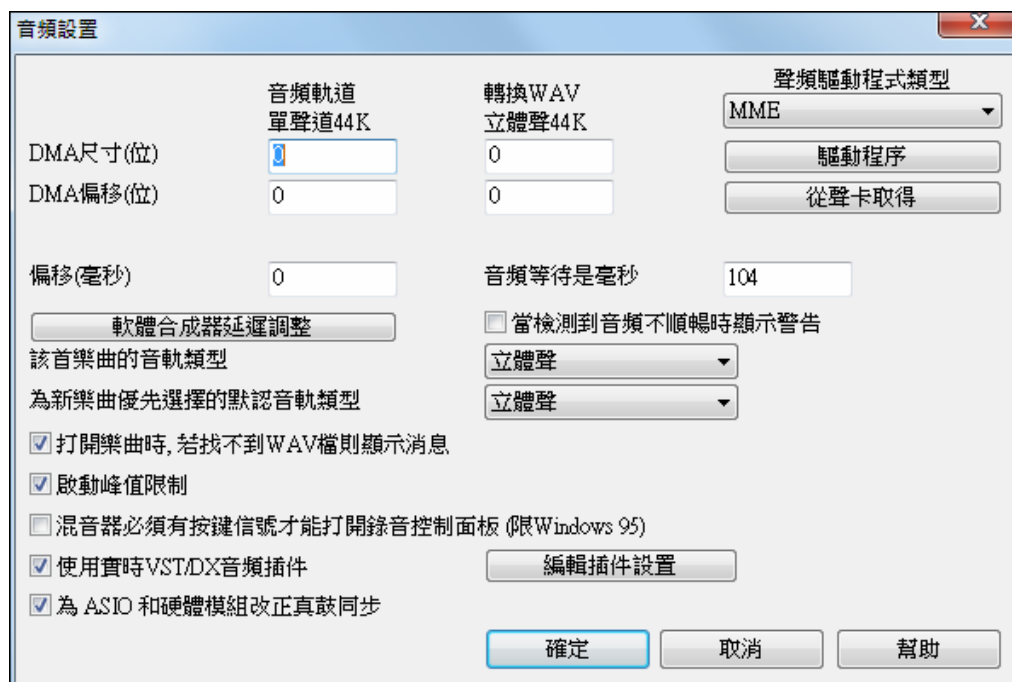 音頻設置
音頻軌道
單聲道44K
轉換WAV
立體聲44K
聲頻驅動程式類型
MME
DMA尺寸(位)
0
0
驅動程序
DMA偏移(位)
0
0
從聲卡取得
偏移(毫秒)
0
音頻等待是毫秒
104
軟體合成器延遲調整
當檢測到音頻不順暢時顯示警告
該首樂曲的音軌類型
立體聲
為新樂曲優先選擇的默認音軌類型
立體聲
打開樂曲時, 若找不到WAV檔則顯示消息
啟動峰值限制
混音器必須有按鍵信號才能打開錄音控制面板 (限Windows 95)
使用實時VST/DX音頻插件
編輯插件設置
為 ASIO 和硬體模組改正真鼓同步
確定
取消
幫助